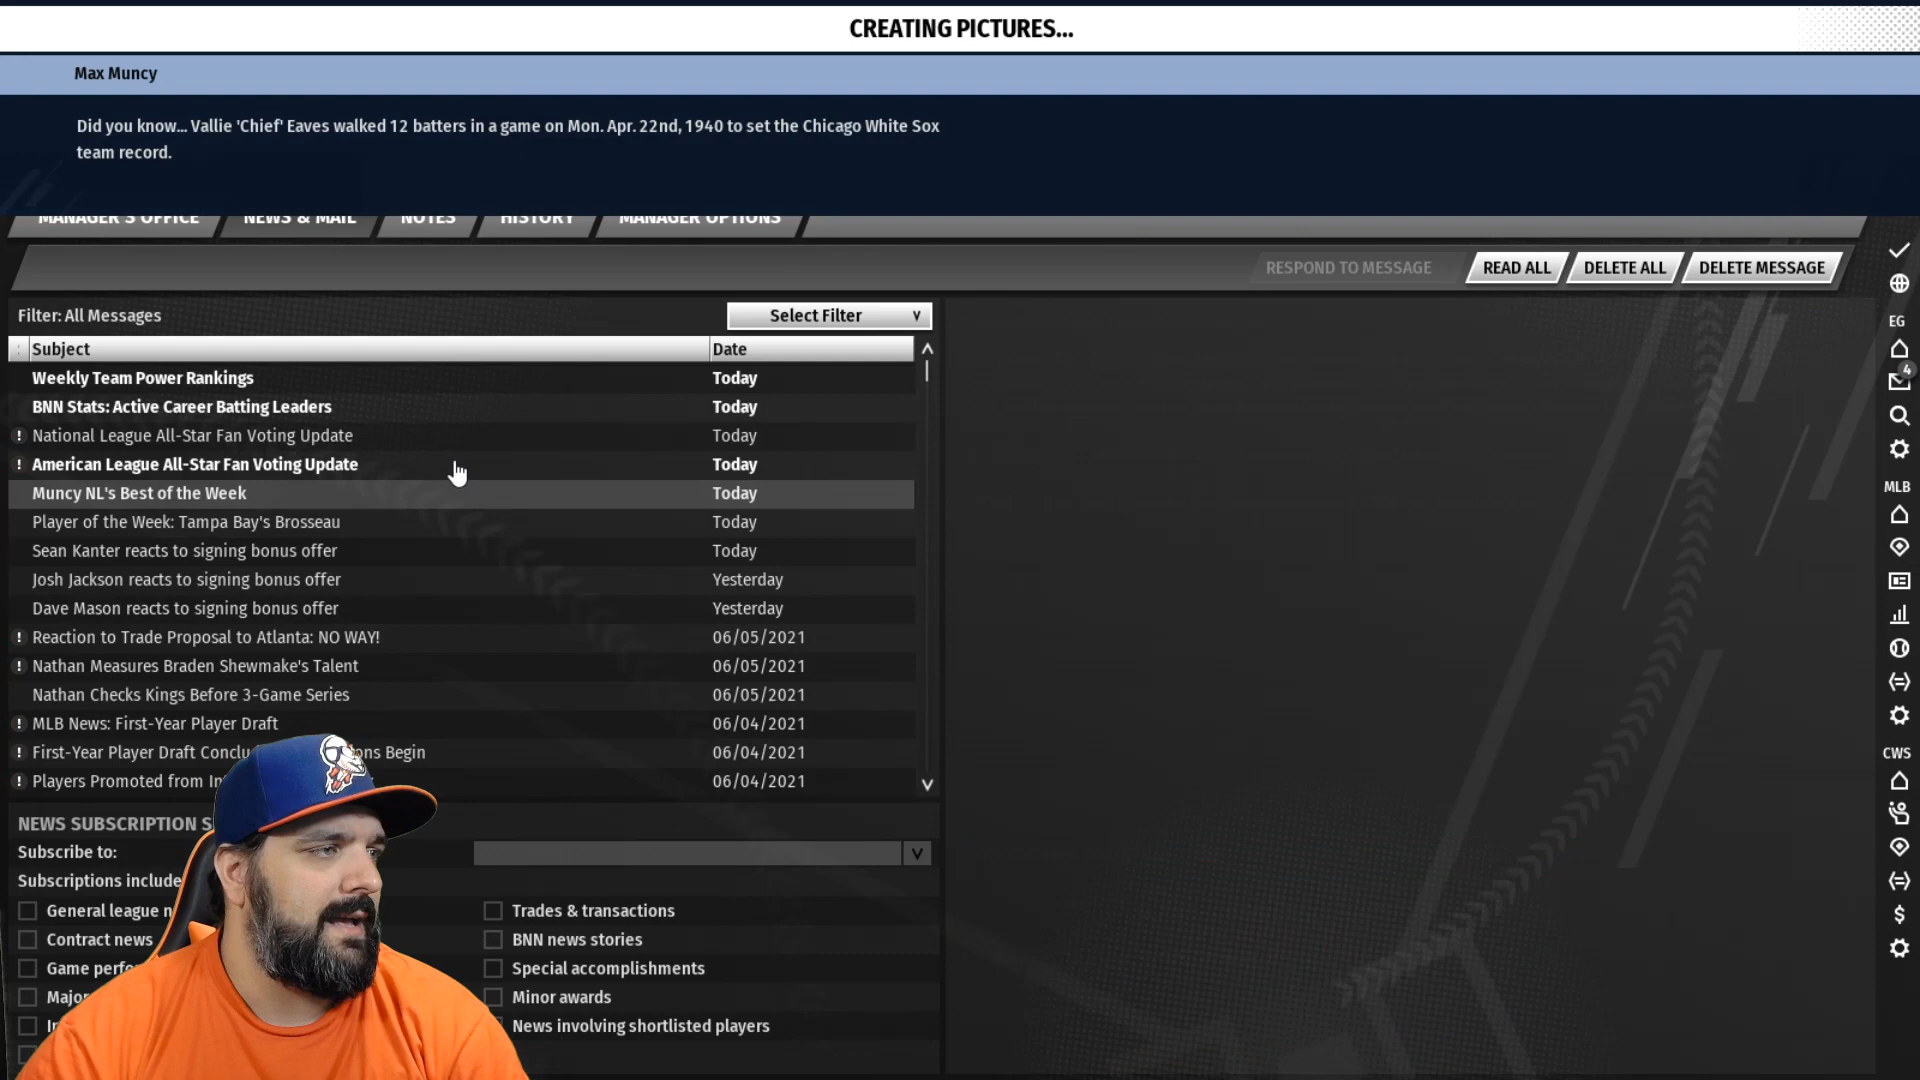 CREATING PICTURES...
Max Muncy
Did you know... Vallie 'Chief' Eaves walked 12 batters in a game on Mon. Apr. 22nd, 1940 to set the Chicago White Sox
team record.
MANAGER'S OFFICE NEWS & MAIL NOTES HISTORY MANAGER OPTIONS
RESPOND TO MESSAGE READ ALL DELETE ALL DELETE MESSAGE
Filter: All Messages Select Filter
Subject Date
Weekly Team Power Rankings Today
BNN Stats: Active Career Batting Leaders Today
! National League All-Star Fan Voting Update Today
! American League All-Star Fan Voting Update Today
Muncy NL's Best of the Week Today
Player of the Week: Tampa Bay's Brosseau Today
Sean Kanter reacts to signing bonus offer Today
Josh Jackson reacts to signing bonus offer Yesterday
Dave Mason reacts to signing bonus offer Yesterday
! Reaction to Trade Proposal to Atlanta: NO WAY! 06/05/2021
! Nathan Measures Braden Shewmake's Talent 06/05/2021
Nathan Checks Kings Before 3-Game Series 06/05/2021
! MLB News: First-Year Player Draft 06/04/2021
! First-Year Player Draft Begin 06/04/2021
! Players Promoted from 06/04/2021
NEWS SUBSCRIPTION
Subscribe to:
Subscriptions include
General league Trades & transactions
Contract news BNN news stories
Game Special accomplishments
Minor awards
News involving shortlisted players
EG
4
MLB
CWS
$